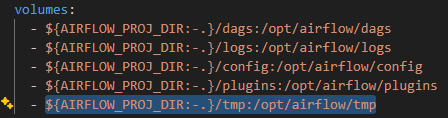 volumes:
  - ${AIRFLOW_PROJ_DIR:-.}/dags:/opt/airflow/dags
  - ${AIRFLOW_PROJ_DIR:-.}/logs:/opt/airflow/logs
  - ${AIRFLOW_PROJ_DIR:-.}/config:/opt/airflow/config
  - ${AIRFLOW_PROJ_DIR:-.}/plugins:/opt/airflow/plugins
  - ${AIRFLOW_PROJ_DIR:-.}/tmp:/opt/airflow/tmp